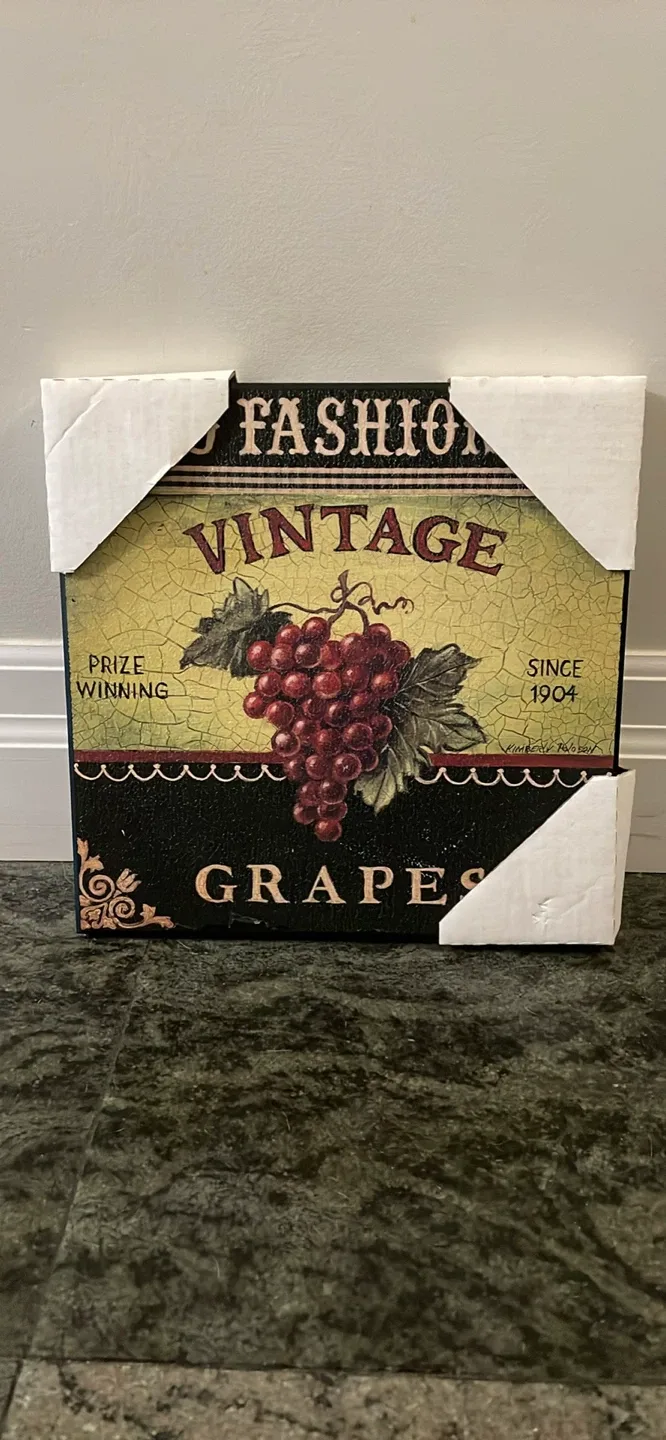 FASHION
VINTAGE
PRIZE
WINNING
SINCE
1904
GRAPES